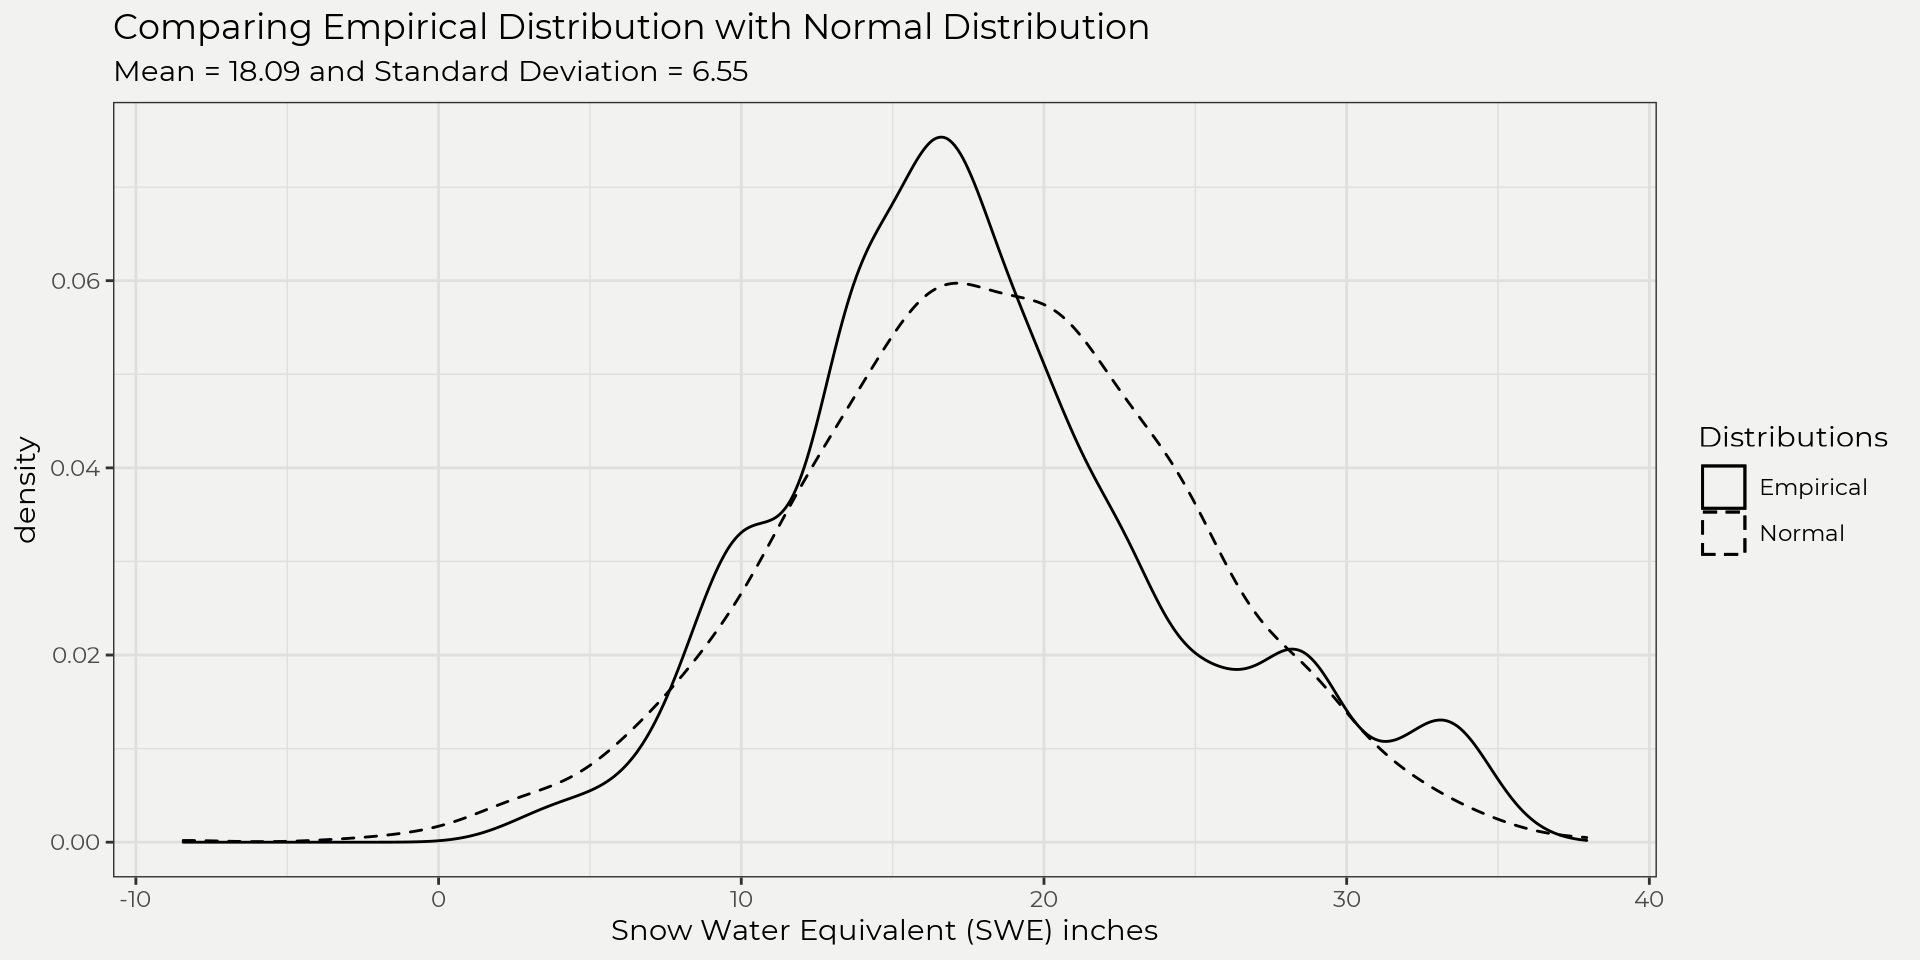 Comparing Empirical Distribution with Normal Distribution
Mean = 18.09 and Standard Deviation = 6.55
density
0.06
0.04
0.02
0.00
-10 0 10 20 30 40
Snow Water Equivalent (SWE) inches
Distributions
Empirical
Normal